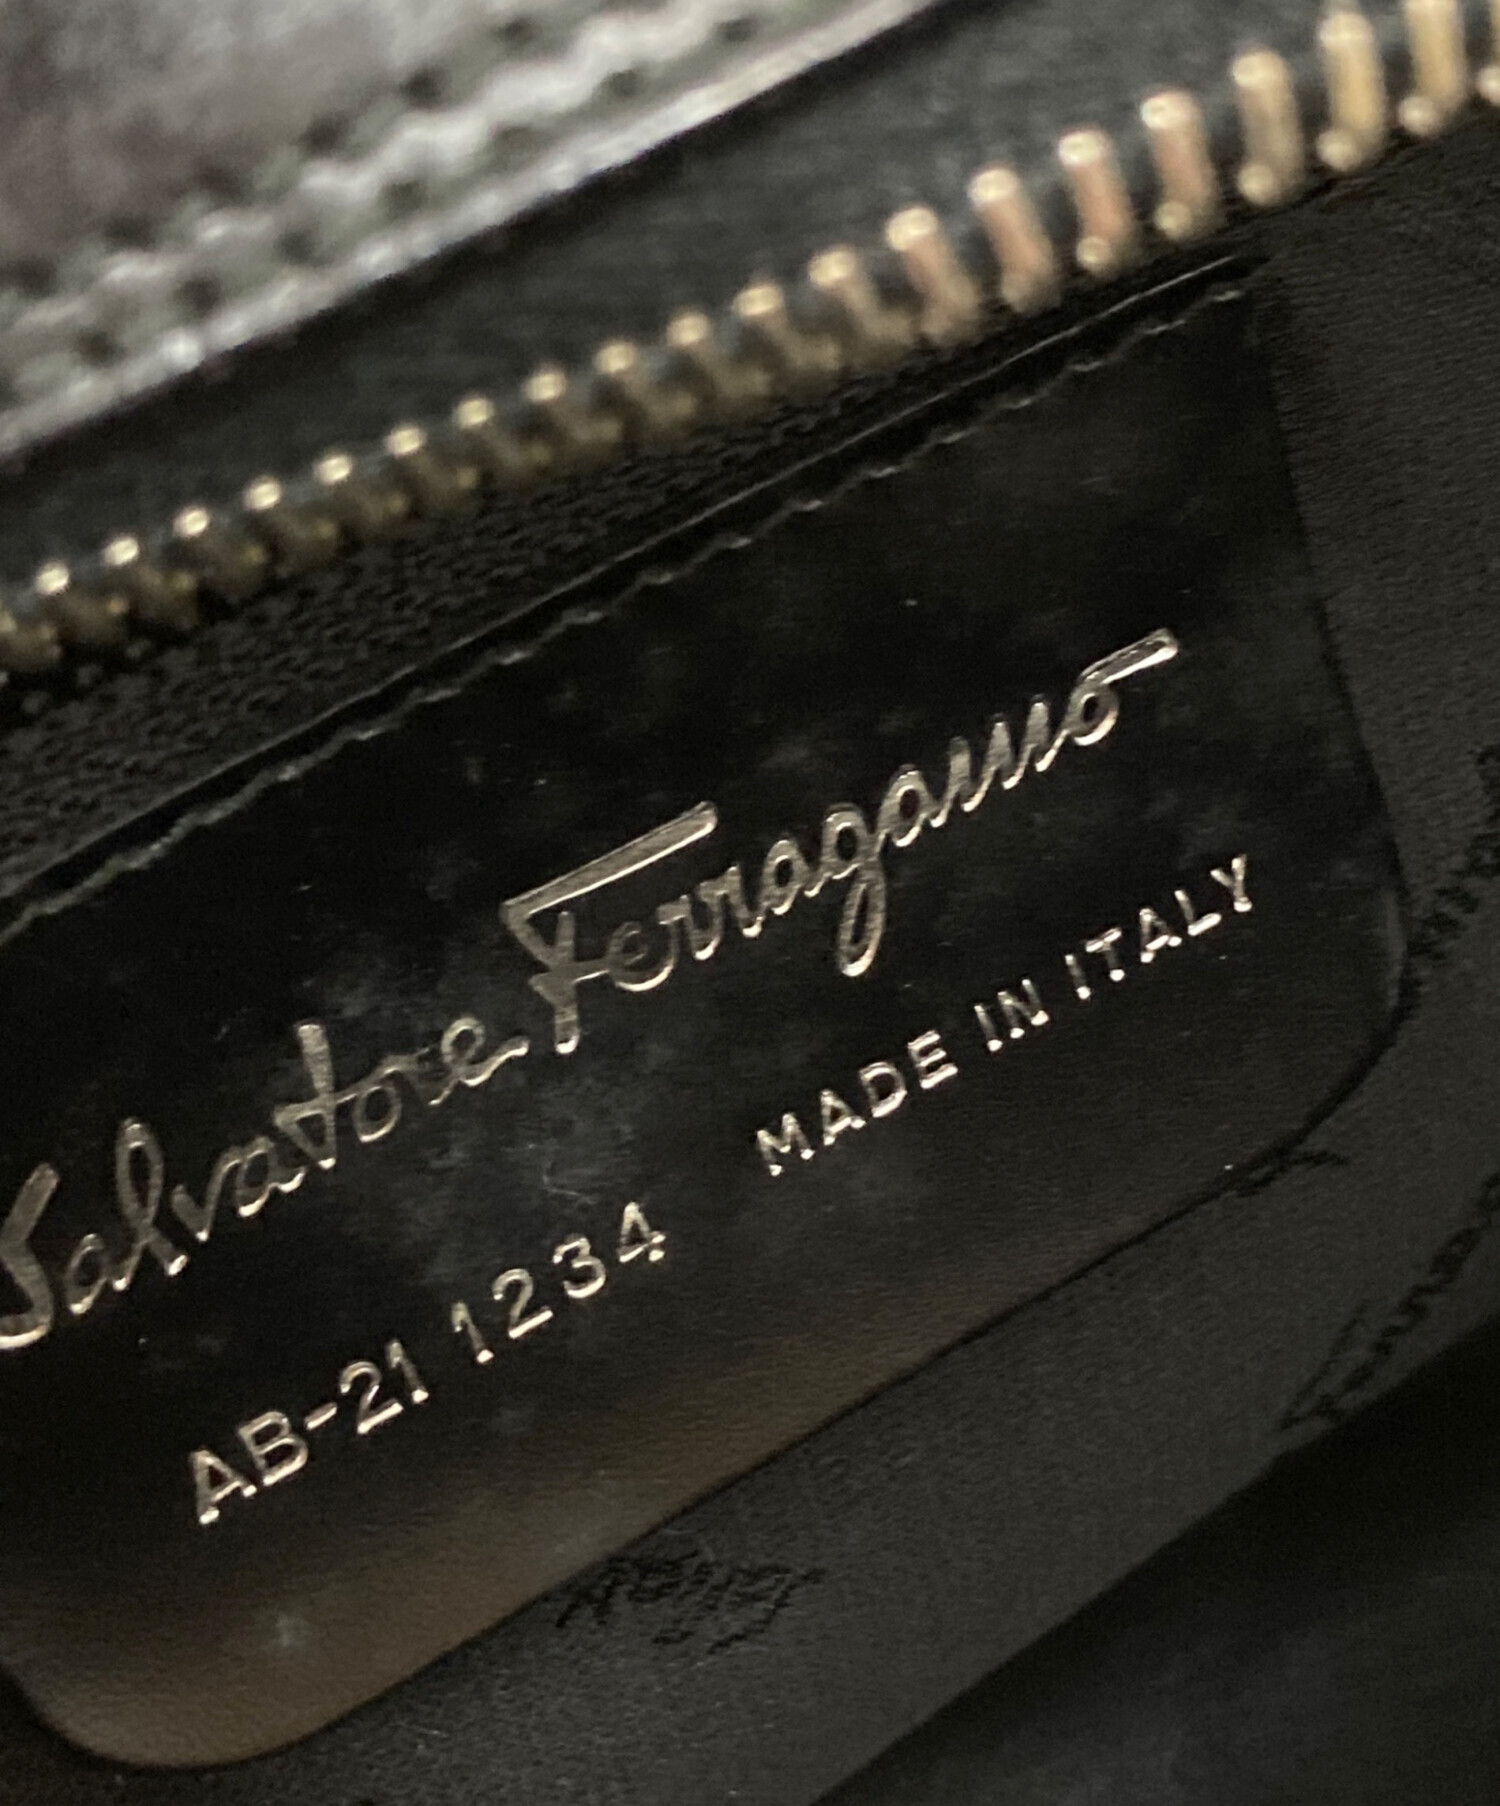 Salvatore Ferragamo
AB-21 1234 MADE IN ITALY